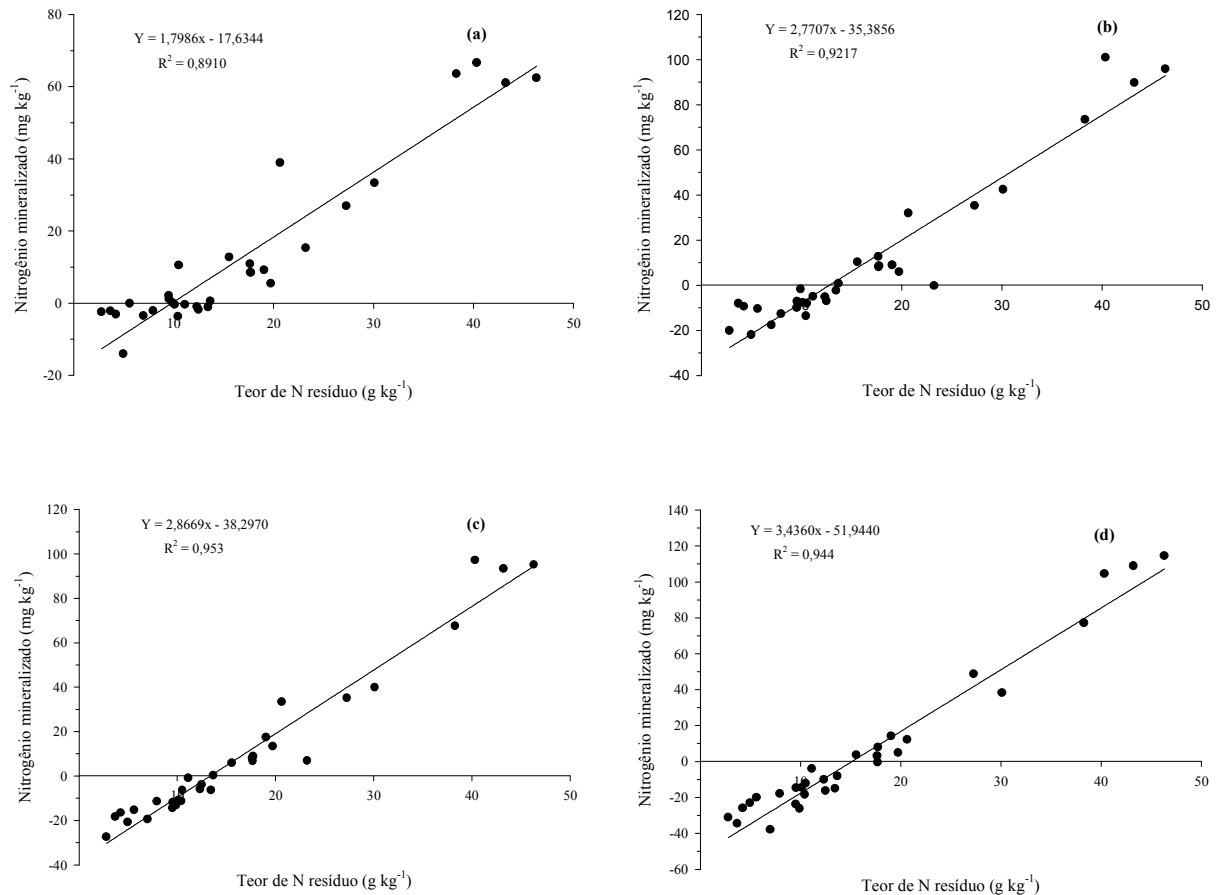 (a)
Y = 1,7986x - 17,6344
R² = 0,8910
Nitrogênio mineralizado (mg kg⁻¹)
80
60
40
20
0
-20
10
20
30
40
50
Teor de N resíduo (g kg⁻¹)
(b)
Y = 2,7707x - 35,3856
R² = 0,9217
Nitrogênio mineralizado (mg kg⁻¹)
120
100
80
60
40
20
0
-20
-40
0
20
30
40
50
Teor de N resíduo (g kg⁻¹)
(c)
Y = 2,8669x - 38,2970
R² = 0,953
Nitrogênio mineralizado (mg kg⁻¹)
120
100
80
60
40
20
0
-20
-40
10
20
30
40
50
Teor de N resíduo (g kg⁻¹)
(d)
Y = 3,4360x - 51,9440
R² = 0,944
Nitrogênio mineralizado (mg kg⁻¹)
140
120
100
80
60
40
20
0
-20
-40
-60
10
20
30
40
50
Teor de N resíduo (g kg⁻¹)